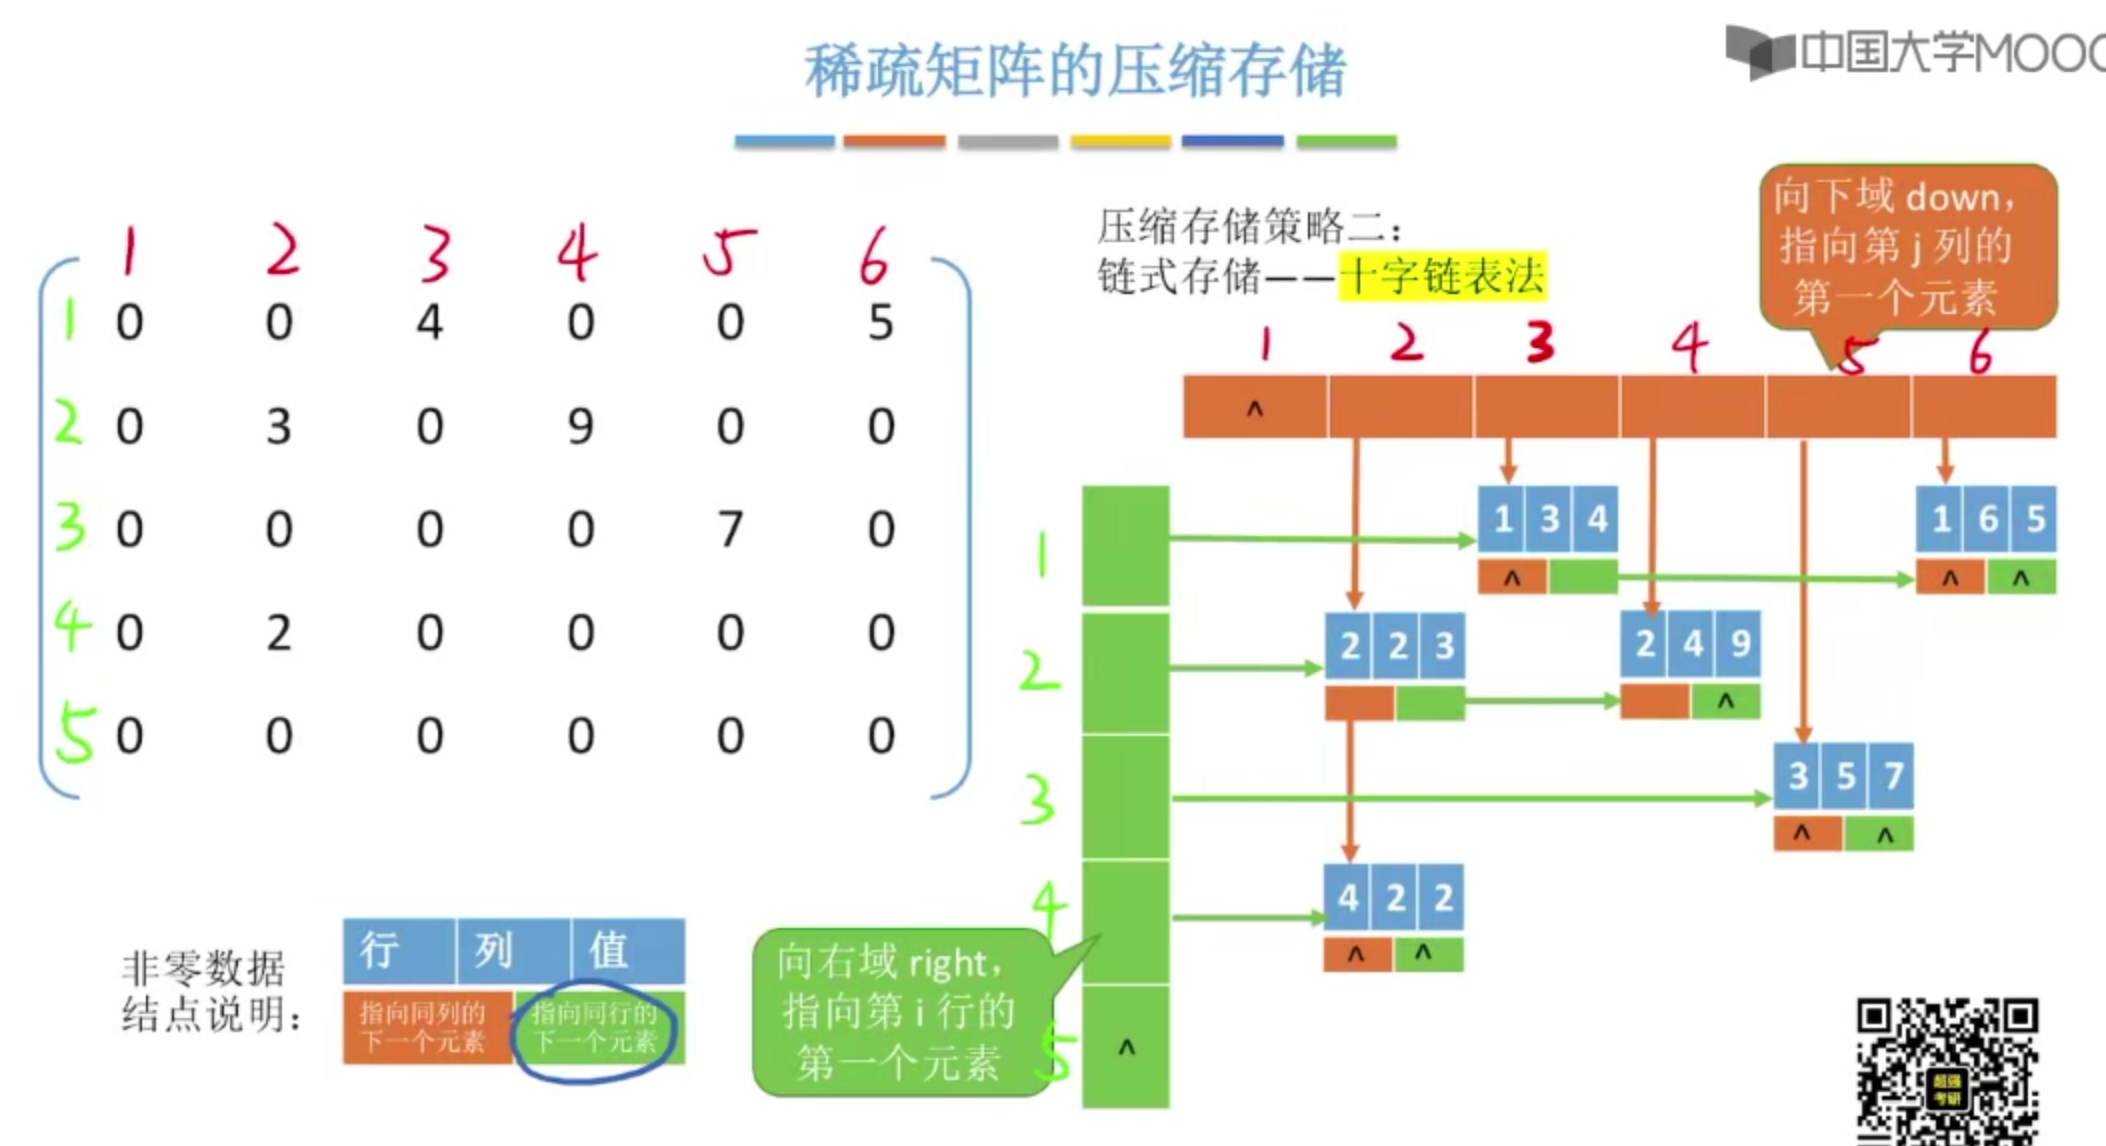 稀疏矩阵的压缩存储
中国大学MOOC
1 2 3 4 5 6
1 0 0 4 0 0 5
2 0 3 0 9 0 0
3 0 0 0 0 7 0
4 0 2 0 0 0 0
5 0 0 0 0 0 0
压缩存储策略二：
链式存储——十字链表法
向下域 down，
指向第 j 列的
第一个元素
1 2 3 4 5 6
^
1
1 3 4
1 6 5
^
^ ^
2
2 2 3
2 4 9
^
3
3 5 7
^ ^
4
4 2 2
^ ^
5
^
非零数据
结点说明：
行 列 值
指向同列的
下一个元素
指向同行的
下一个元素
向右域 right，
指向第 i 行的
第一个元素
超强
考研